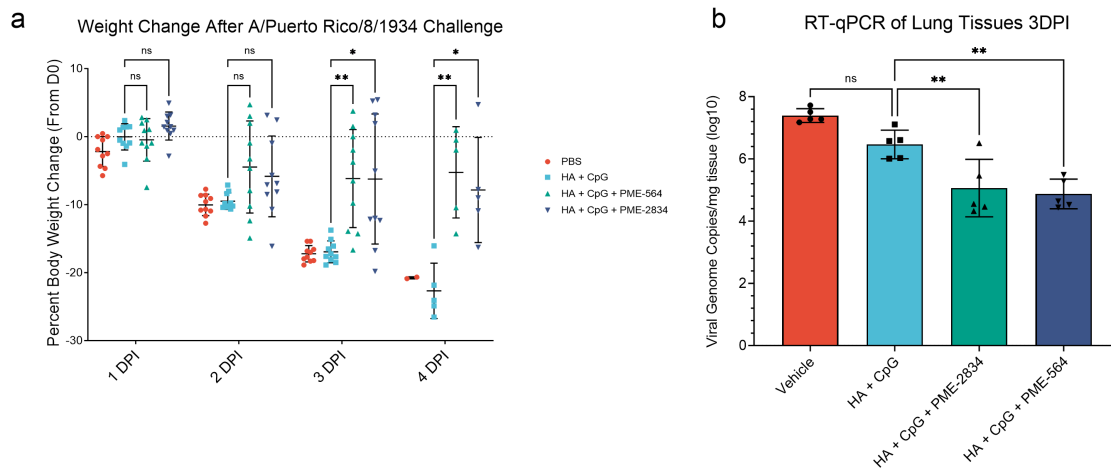 a
Weight Change After A/Puerto Rico/8/1934 Challenge
Percent Body Weight Change (From D0)
10
0
-10
-20
-30
ns
ns
ns
ns
*
**
*
**
1 DPI
2 DPI
3 DPI
4 DPI
PBS
HA + CpG
HA + CpG + PME-564
HA + CpG + PME-2834
b
RT-qPCR of Lung Tissues 3DPI
Viral Genome Copies/mg tissue (log10)
8
6
4
2
0
**
ns
**
Vehicle
HA + CpG
HA + CpG + PME-2834
HA + CpG + PME-564